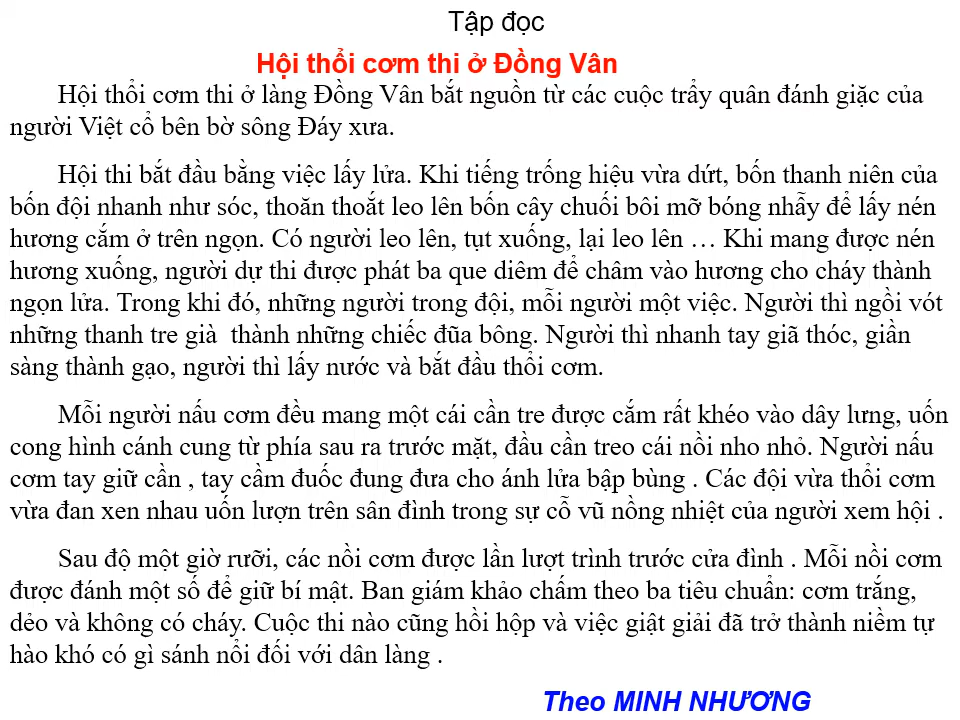 Tập đọc
Hội thổi cơm thi ở Đồng Vân
Hội thổi cơm thi ở làng Đồng Vân bắt nguồn từ các cuộc trẩy quân đánh giặc của
người Việt cổ bên bờ sông Đáy xưa.
Hội thi bắt đầu bằng việc lấy lửa. Khi tiếng trống hiệu vừa dứt, bốn thanh niên của
bốn đội nhanh như sóc, thoăn thoắt leo lên bốn cây chuối bôi mỡ bóng nhẫy để lấy nén
hương cắm ở trên ngọn. Có người leo lên, tụt xuống, lại leo lên … Khi mang được nén
hương xuống, người dự thi được phát ba que diêm để châm vào hương cho cháy thành
ngọn lửa. Trong khi đó, những người trong đội, mỗi người một việc. Người thì ngồi vót
những thanh tre già  thành những chiếc đũa bông. Người thì nhanh tay giã thóc, giần
sàng thành gạo, người thì lấy nước và bắt đầu thổi cơm.
Mỗi người nấu cơm đều mang một cái cần tre được cắm rất khéo vào dây lưng, uốn
cong hình cánh cung từ phía sau ra trước mặt, đầu cần treo cái nồi nho nhỏ. Người nấu
cơm tay giữ cần , tay cầm đuốc đung đưa cho ánh lửa bập bùng . Các đội vừa thổi cơm
vừa đan xen nhau uốn lượn trên sân đình trong sự cỗ vũ nồng nhiệt của người xem hội .
Sau độ một giờ rưỡi, các nồi cơm được lần lượt trình trước cửa đình . Mỗi nồi cơm
được đánh một số để giữ bí mật. Ban giám khảo chấm theo ba tiêu chuẩn: cơm trắng,
dẻo và không có cháy. Cuộc thi nào cũng hồi hộp và việc giật giải đã trở thành niềm tự
hào khó có gì sánh nổi đối với dân làng .
Theo MINH NHƯƠNG